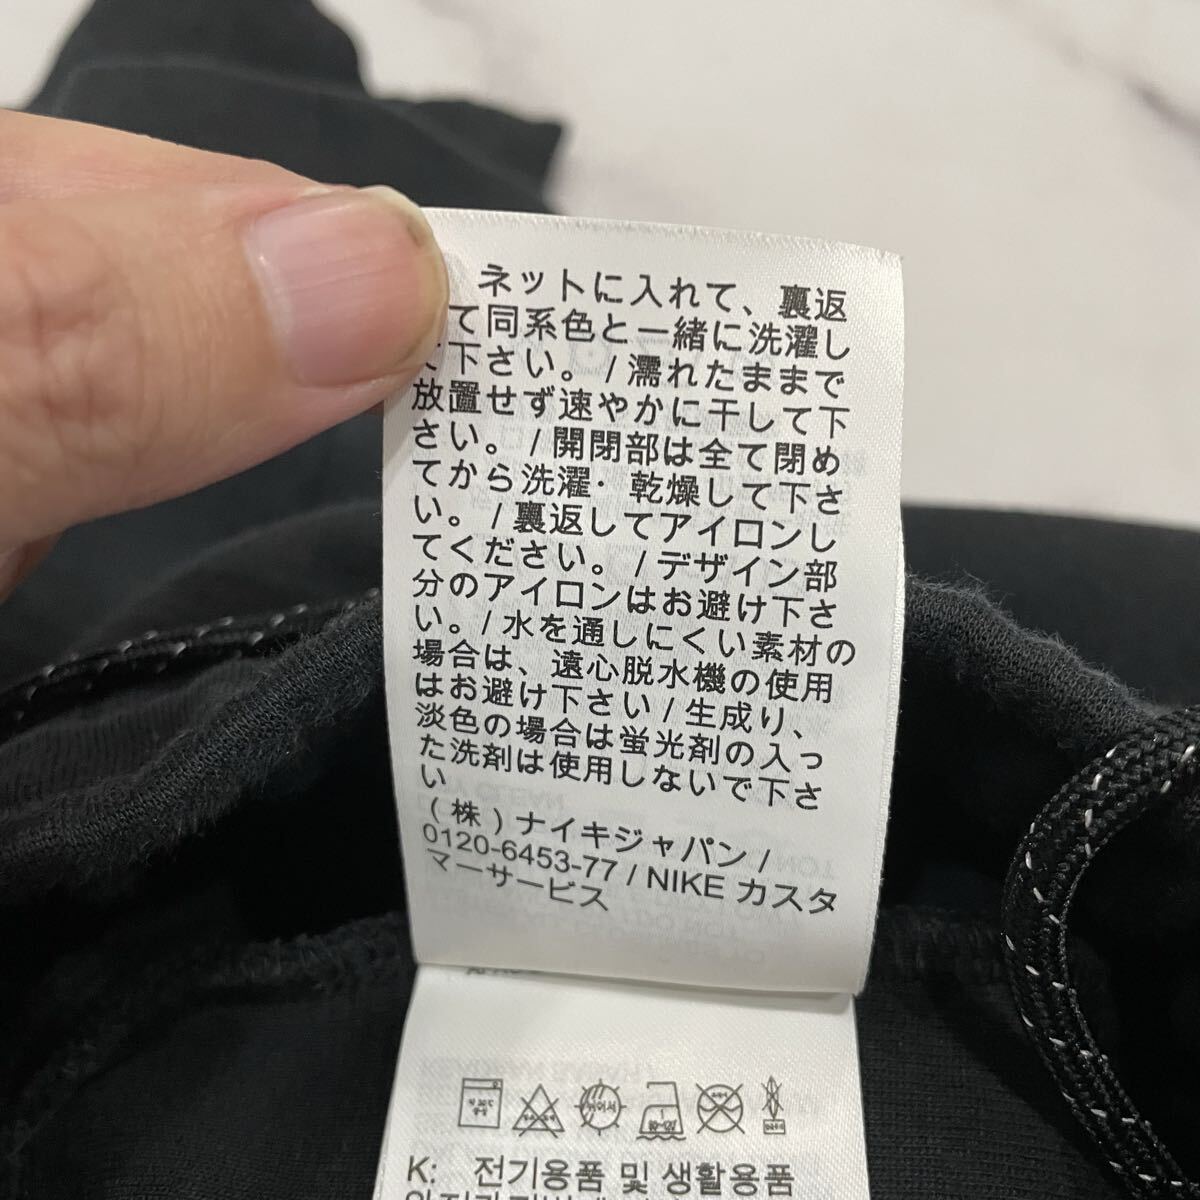 ネットに入れて、裏返
て同系色と一緒に洗濯し
て下さい。/ 濡れたままで
放置せず速やかに干して下
さい。/ 開閉部は全て閉め
てから洗濯・乾燥して下さ
い。/ 裏返してアイロンし
てください。/ デザイン部
分のアイロンはお避け下さ
い。/ 水を通しにくい素材の
場合は、遠心脱水機の使用
はお避け下さい / 生成り、
淡色の場合は蛍光剤の入っ
た洗剤は使用しないで下さ
い
(株)ナイキジャパン /
0120-6453-77 / NIKE カスタ
マーサービス
K: 전기용품 및 생활용품